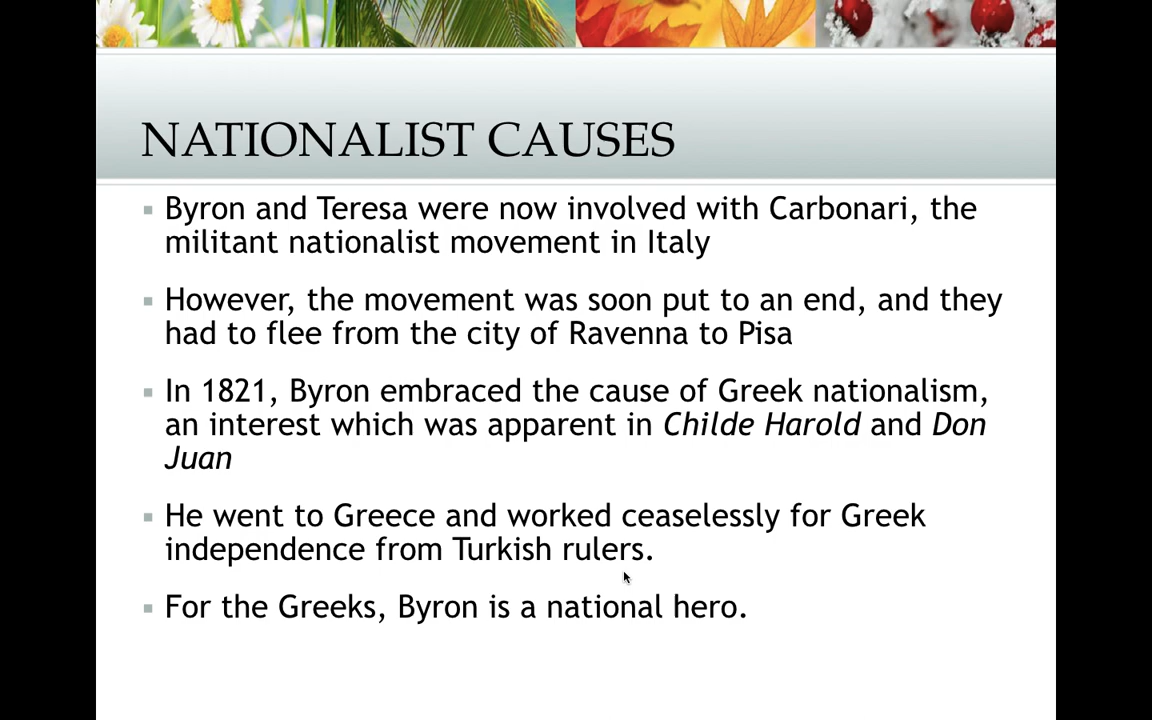 NATIONALIST CAUSES
Byron and Teresa were now involved with Carbonari, the
militant nationalist movement in Italy
However, the movement was soon put to an end, and they
had to flee from the city of Ravenna to Pisa
In 1821, Byron embraced the cause of Greek nationalism,
an interest which was apparent in Childe Harold and Don
Juan
He went to Greece and worked ceaselessly for Greek
independence from Turkish rulers.
For the Greeks, Byron is a national hero.